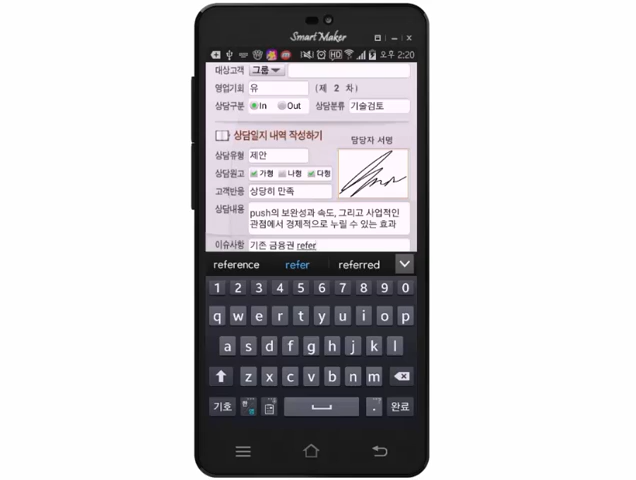 Smart Maker
HD 오후 2:20
대상고객 그룹
영업기회 유 (제 2 차)
상담구분 In Out 상담분류 기술검토
상담일지 내역 작성하기 담당자 서명
상담유형 제안
상담원고 가형 나형 다형
고객반응 상당히 만족
상담내용 push의 보완성과 속도, 그리고 사업적인
관점에서 경제적으로 누릴 수 있는 효과
이슈사항 기존 금융권 refer
reference refer referred
1 2 3 4 5 6 7 8 9 0
q w e r t y u i o p
a s d f g h j k l
z x c v b n m
기호 한 . 완료